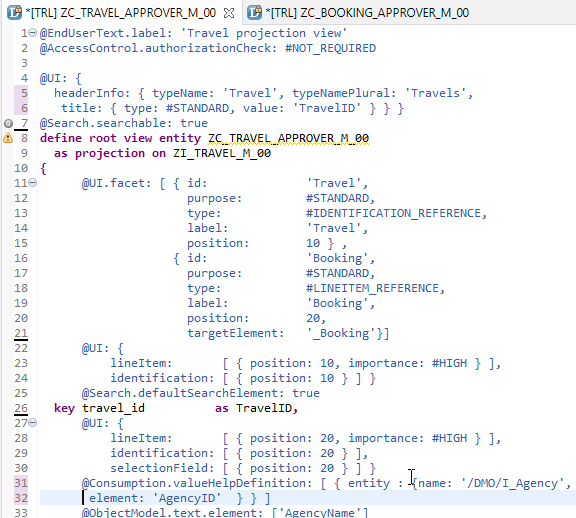 *[TRL] ZC_TRAVEL_APPROVER_M_00 *[TRL] ZC_BOOKING_APPROVER_M_00
1 @EndUserText.label: 'Travel projection view'
2 @AccessControl.authorizationCheck: #NOT_REQUIRED
3
4 @UI: {
5 headerInfo: { typeName: 'Travel', typeNamePlural: 'Travels',
6 title: { type: #STANDARD, value: 'TravelID' } } }
7 @Search.searchable: true
8 define root view entity ZC_TRAVEL_APPROVER_M_00
9 as projection on ZI_TRAVEL_M_00
10 {
11 @UI.facet: [ { id: 'Travel',
12 purpose: #STANDARD,
13 type: #IDENTIFICATION_REFERENCE,
14 label: 'Travel',
15 position: 10 } ,
16 { id: 'Booking',
17 purpose: #STANDARD,
18 type: #LINEITEM_REFERENCE,
19 label: 'Booking',
20 position: 20,
21 targetElement: '_Booking'}]
22 @UI: {
23 lineItem: [ { position: 10, importance: #HIGH } ],
24 identification: [ { position: 10 } ] }
25 @Search.defaultSearchElement: true
26 key travel_id as TravelID,
27 @UI: {
28 lineItem: [ { position: 20, importance: #HIGH } ],
29 identification: [ { position: 20 } ],
30 selectionField: [ { position: 20 } ] }
31 @Consumption.valueHelpDefinition: [ { entity : {name: '/DMO/I_Agency',
32 element: 'AgencyID' } } ]
33 @ObjectModel.text.element: ['AgencyName']